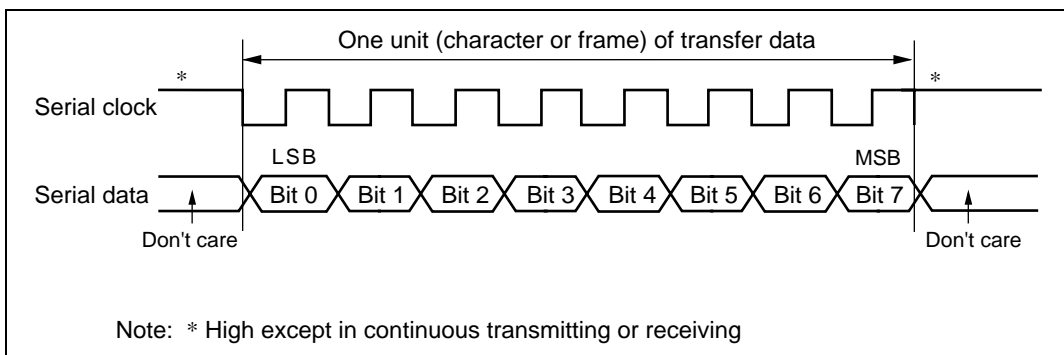 One unit (character or frame) of transfer data
* *
Serial clock
LSB MSB
Serial data Bit 0 Bit 1 Bit 2 Bit 3 Bit 4 Bit 5 Bit 6 Bit 7
Don't care Don't care
Note: * High except in continuous transmitting or receiving